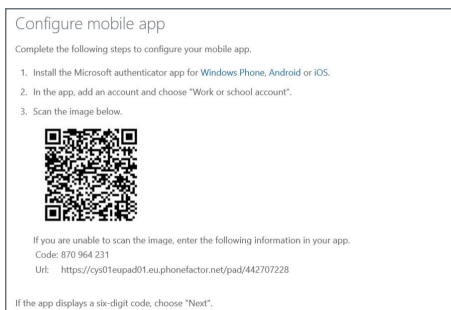 Configure mobile app
Complete the following steps to configure your mobile app.
1. Install the Microsoft authenticator app for Windows Phone, Android or iOS.
2. In the app, add an account and choose "Work or school account".
3. Scan the image below.
If you are unable to scan the image, enter the following information in your app.
Code: 870 964 231
Url: https://cys01eupad01.eu.phonefactor.net/pad/442707228
If the app displays a six-digit code, choose "Next".